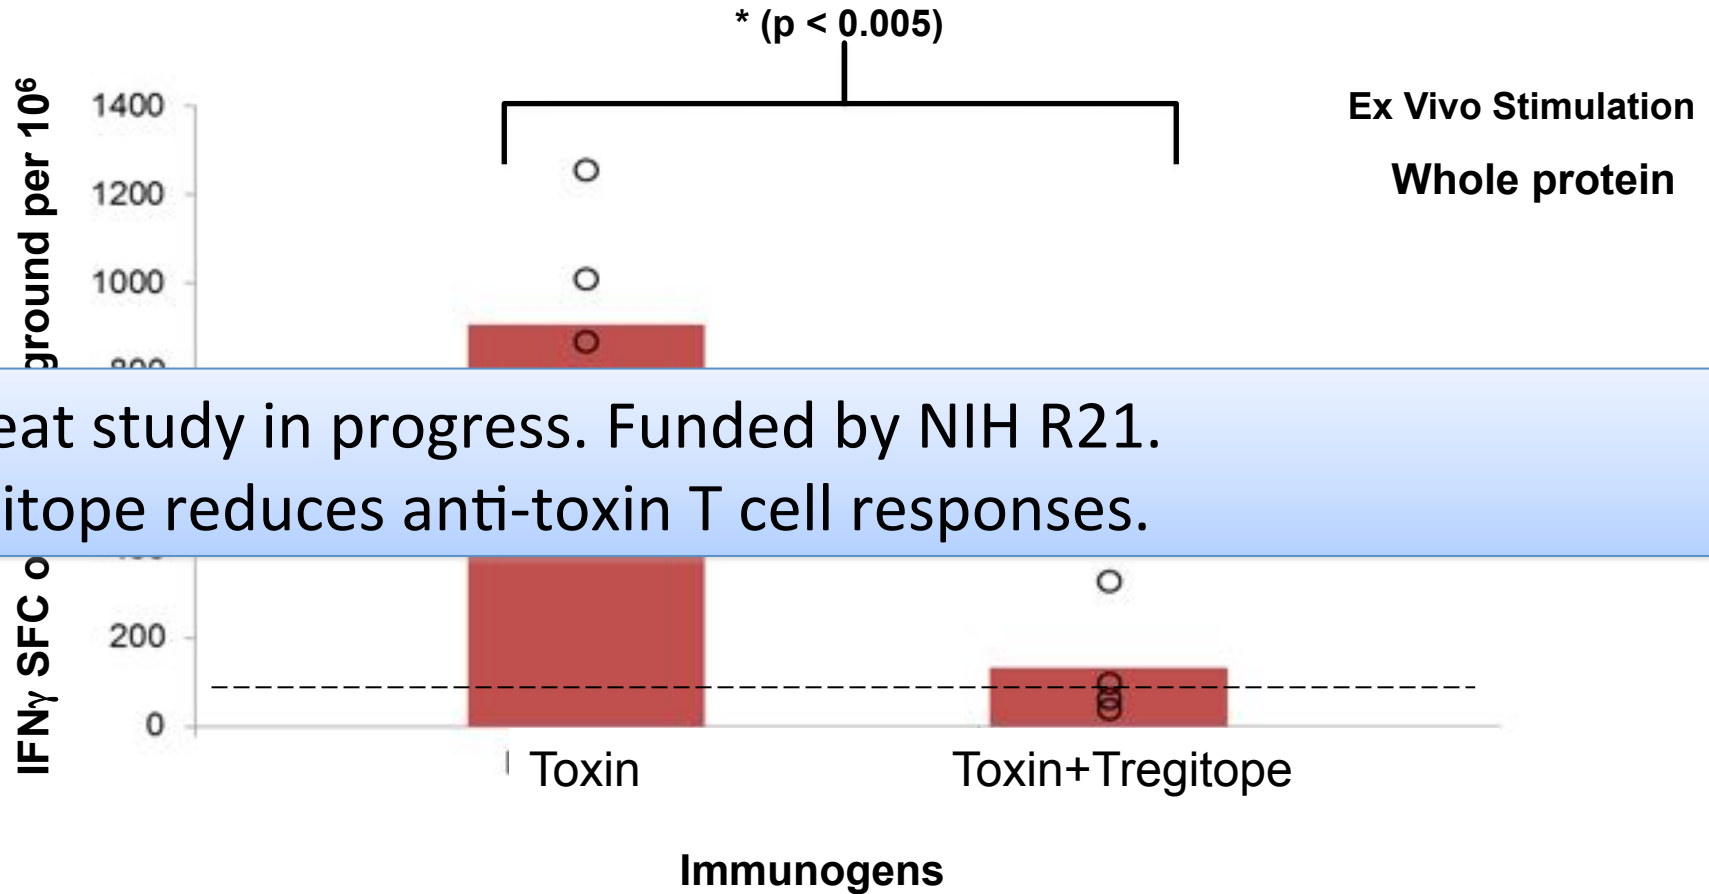 * (p < 0.005)
Ex Vivo Stimulation
Whole protein
1400
1200
1000
800
200
0
IFNγ SFC o ground per 10⁶
eat study in progress. Funded by NIH R21.
itope reduces anti-toxin T cell responses.
Toxin
Toxin+Tregitope
Immunogens